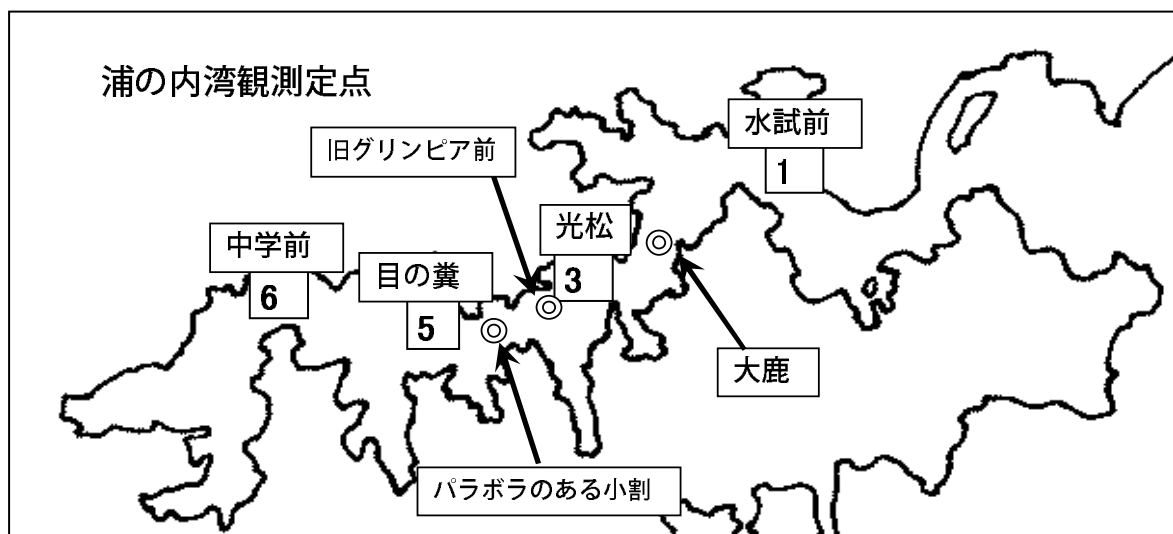 浦の内湾観測定点
水試前
1
旧グリンピア前
光松
3
中学前
6
目の糞
5
大鹿
パラボラのある小割